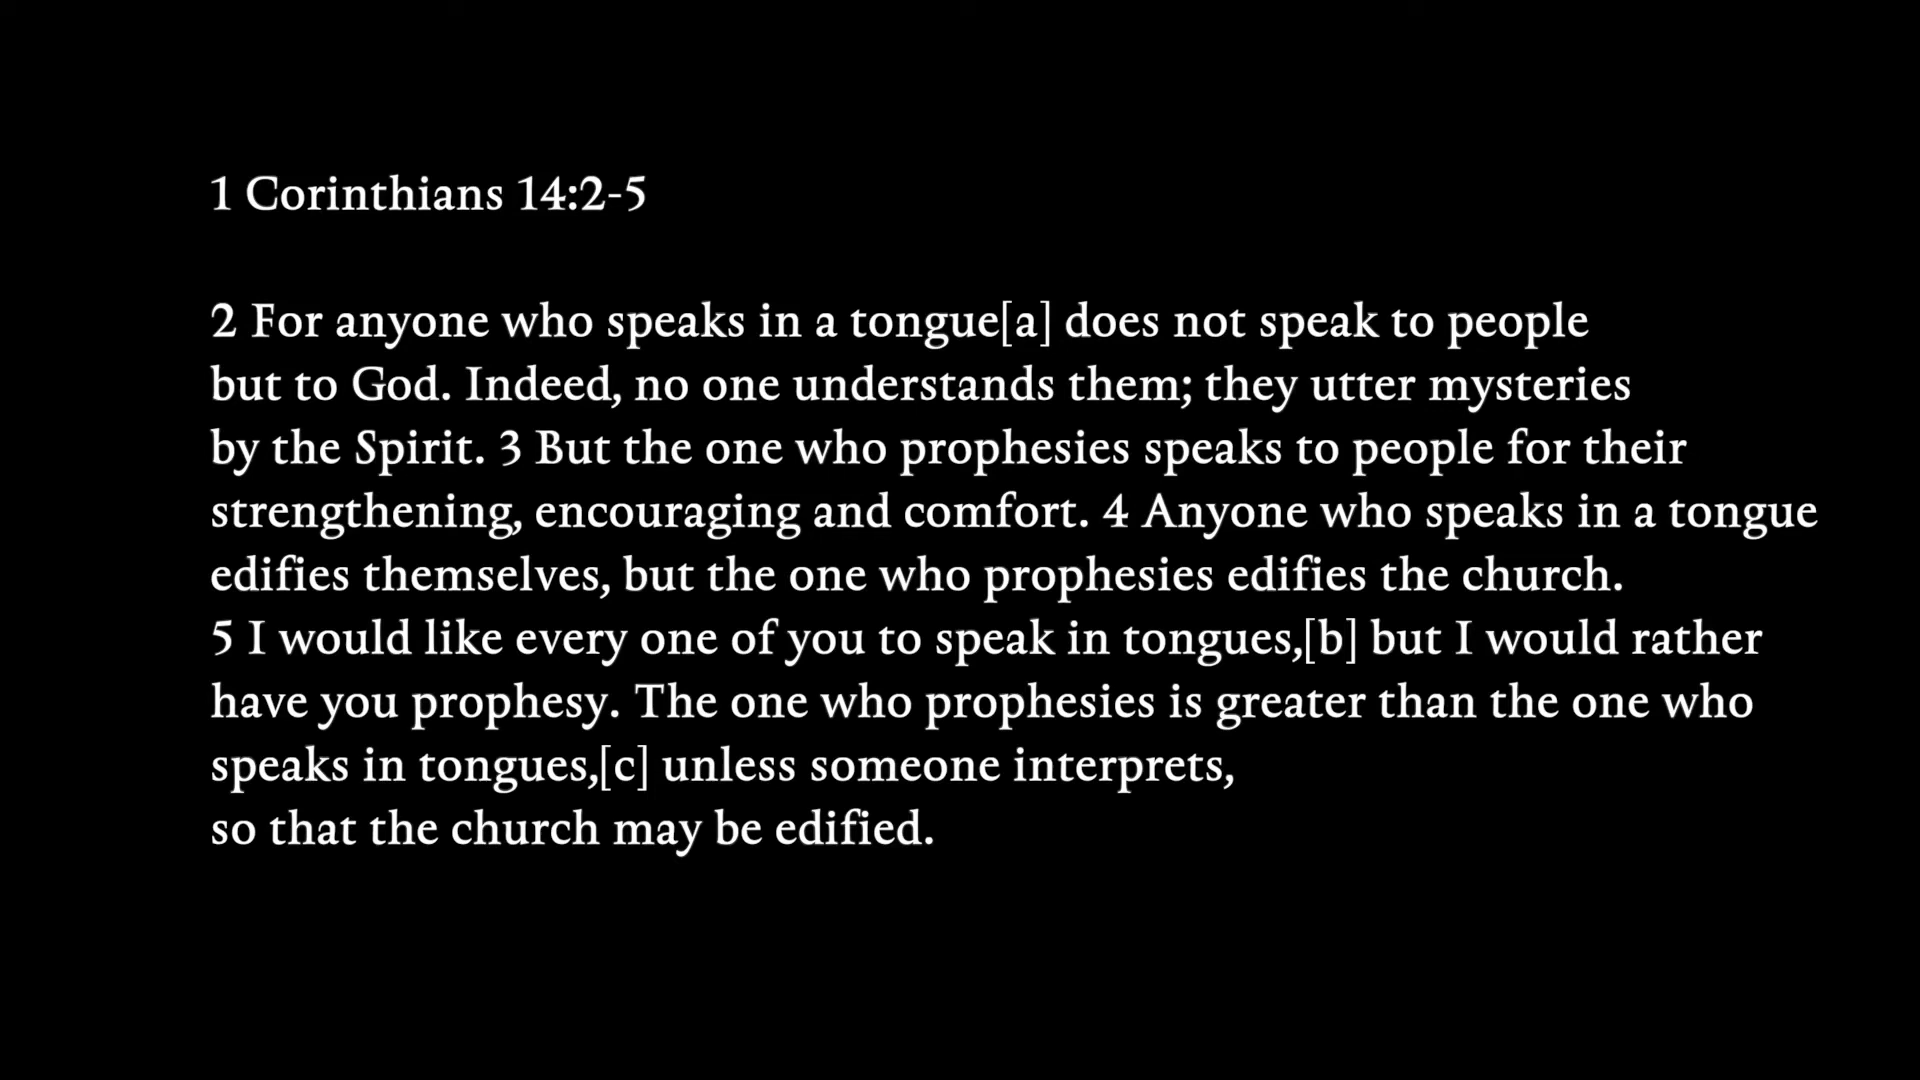 1 Corinthians 14:2-5
2 For anyone who speaks in a tongue[a] does not speak to people
but to God. Indeed, no one understands them; they utter mysteries
by the Spirit. 3 But the one who prophesies speaks to people for their
strengthening, encouraging and comfort. 4 Anyone who speaks in a tongue
edifies themselves, but the one who prophesies edifies the church.
5 I would like every one of you to speak in tongues,[b] but I would rather
have you prophesy. The one who prophesies is greater than the one who
speaks in tongues,[c] unless someone interprets,
so that the church may be edified.